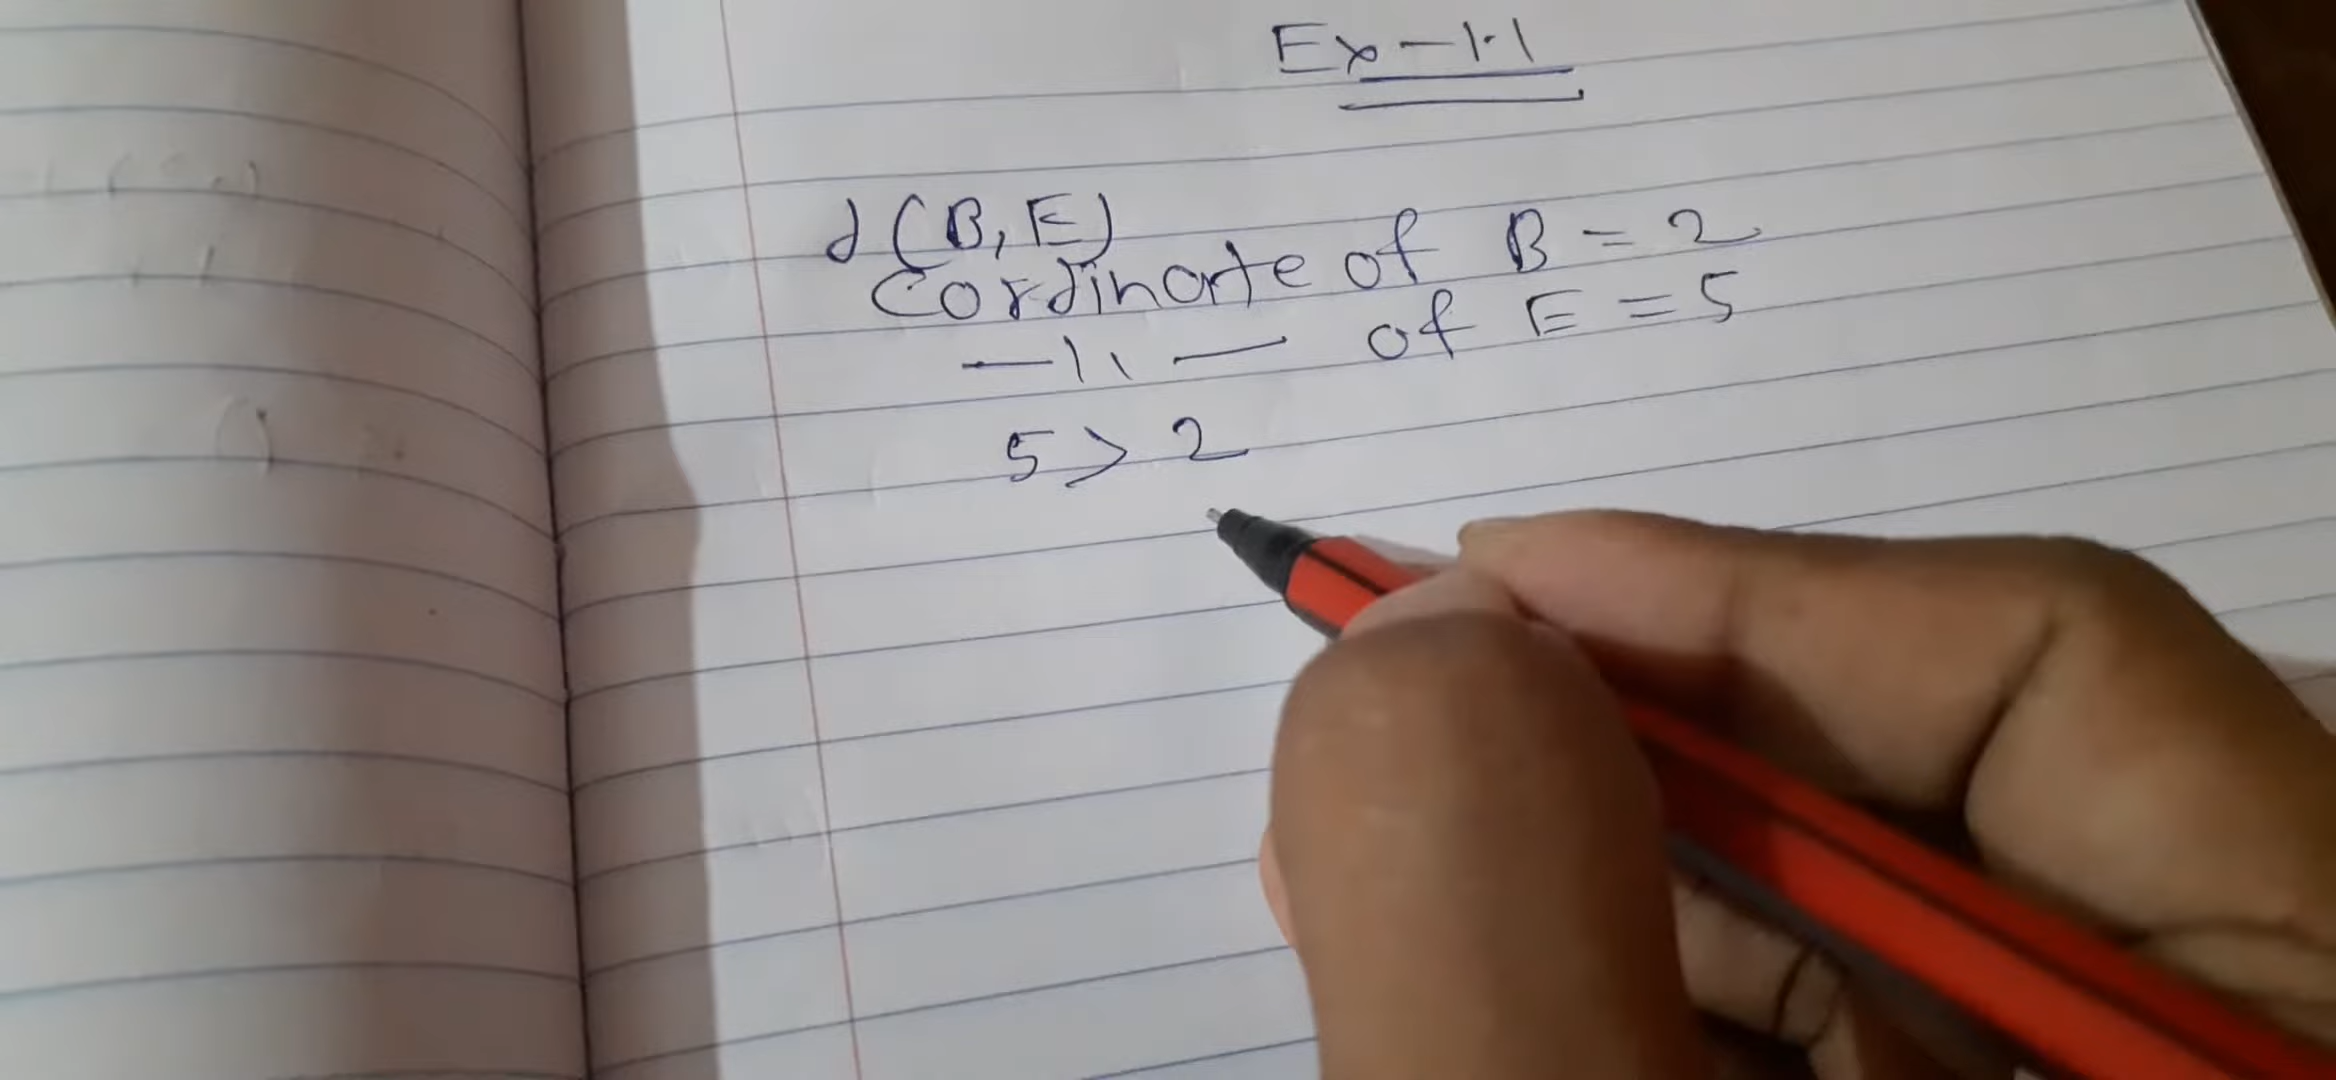 Ex-1.1
d(B,E)
Cordinate of B = 2
—11— of E = 5
5 > 2